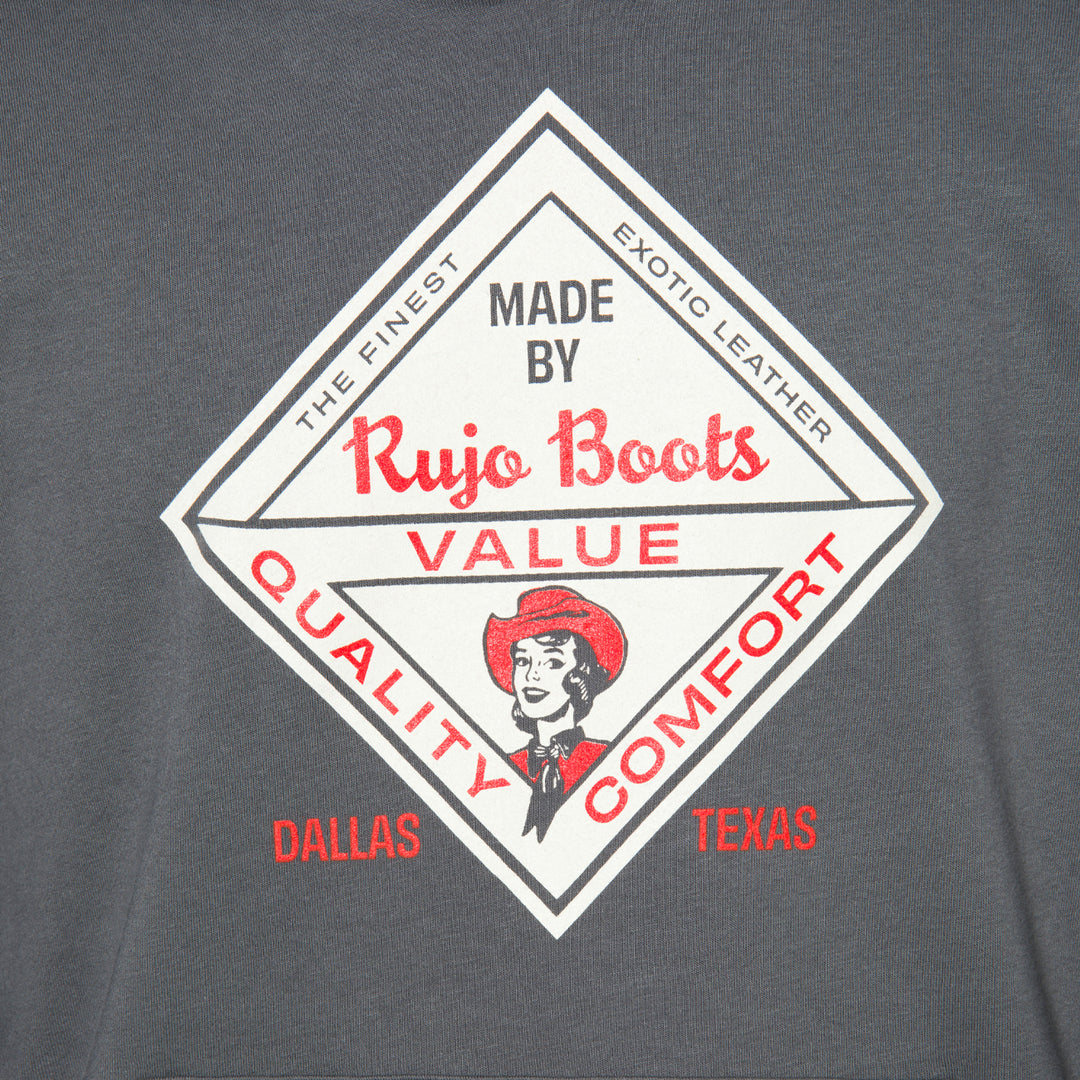 THE FINEST
EXOTIC LEATHER
MADE
BY
Rujo Boots
VALUE
QUALITY
COMFORT
DALLAS
TEXAS